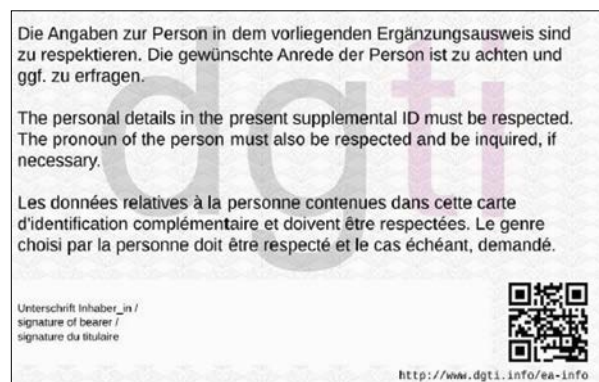 Die Angaben zur Person in dem vorliegenden Ergänzungsausweis sind
zu respektieren. Die gewünschte Anrede der Person ist zu achten und
ggf. zu erfragen.
The personal details in the present supplemental ID must be respected.
The pronoun of the person must also be respected and be inquired, if
necessary.
Les données relatives à la personne contenues dans cette carte
d'identification complémentaire et doivent être respectées. Le genre
choisi par la personne doit être respecté et le cas échéant, demandé.
dgti
Unterschrift Inhaber_in /
signature of bearer /
signature du titulaire
http://www.dgti.info/ea-info